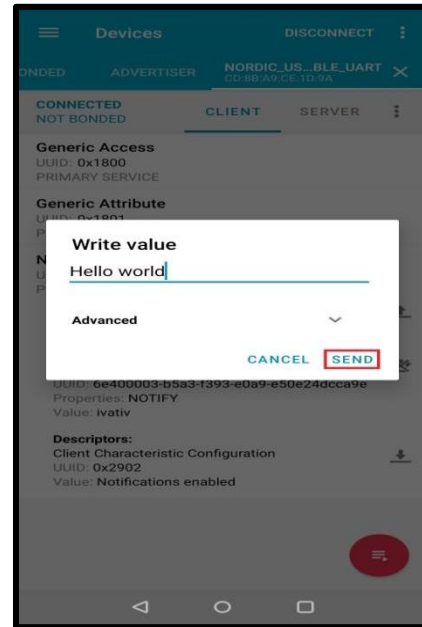 Devices DISCONNECT
ONDED ADVERTISER NORDIC_US...BLE_UART
CD:8B:A9:CE:1D:9A
CONNECTED
NOT BONDED
CLIENT SERVER
Generic Access
UUID: 0x1800
PRIMARY SERVICE
Generic Attribute
UUID: 0x1801
P
N
U
P
Write value
Hello world
Advanced
CANCEL SEND
UUID: 6e400003-b5a3-f393-e0a9-e50e24dcca9e
Properties: NOTIFY
Value: ivativ
Descriptors:
Client Characteristic Configuration
UUID: 0x2902
Value: Notifications enabled